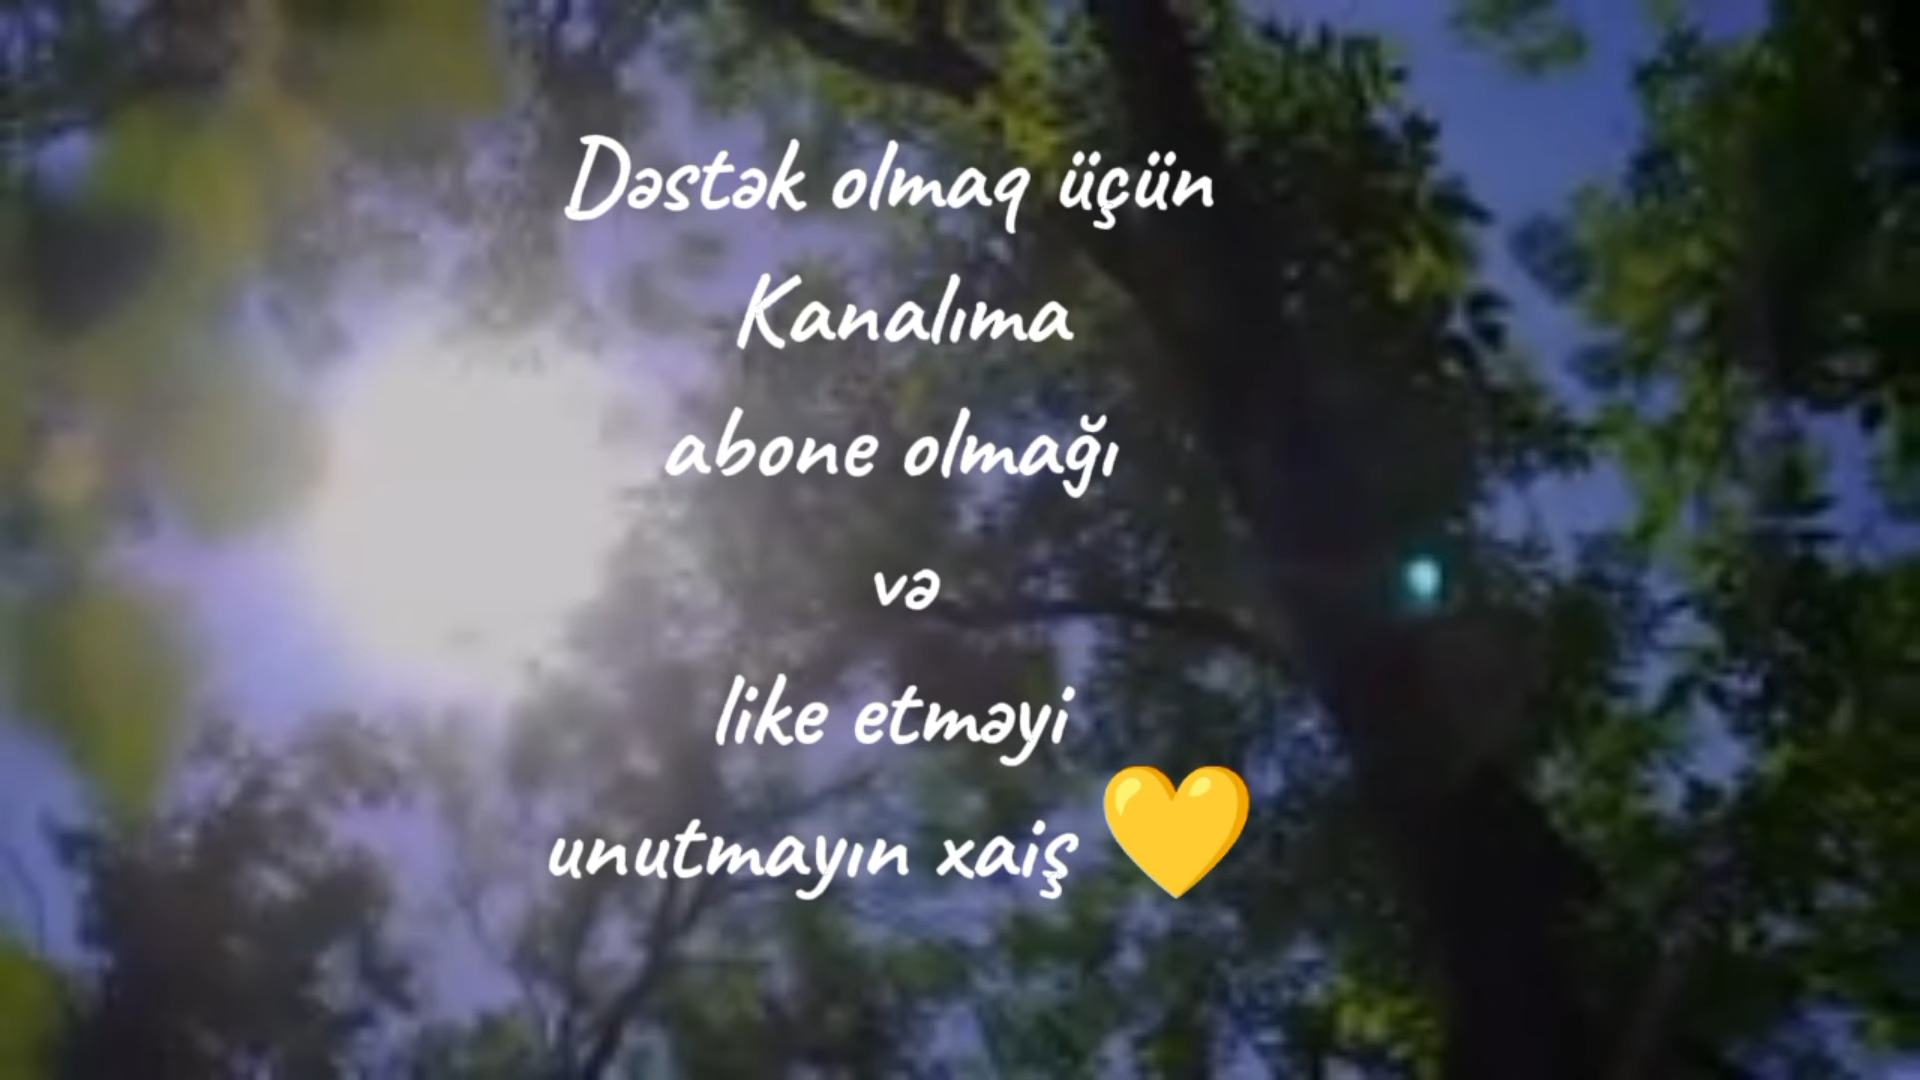 Dəstək olmaq üçün
Kanalıma
abone olmağı
və
like etməyi
unutmayın xaiş 💛